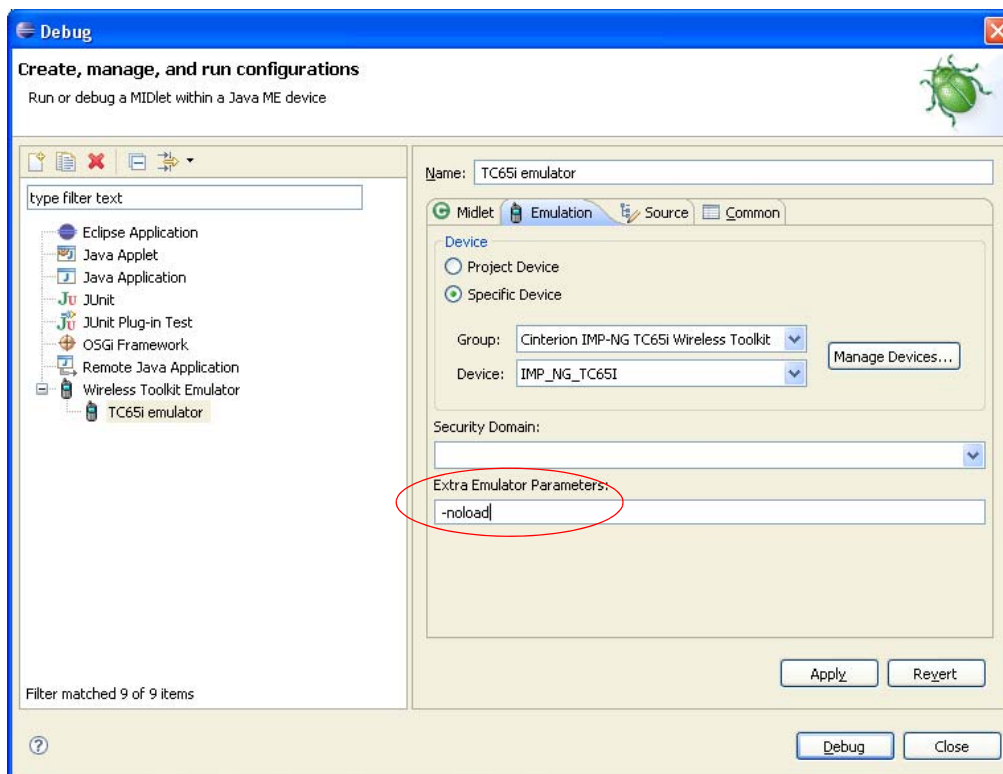 Debug
Create, manage, and run configurations
Run or debug a MIDlet within a Java ME device
type filter text
Eclipse Application
Java Applet
Java Application
JUnit
JUnit Plug-in Test
OSGi Framework
Remote Java Application
Wireless Toolkit Emulator
TC65i emulator
Filter matched 9 of 9 items
Name: TC65i emulator
Midlet Emulation Source Common
Device
Project Device
Specific Device
Group: Cinterion IMP-NG TC65i Wireless Toolkit
Manage Devices...
Device: IMP_NG_TC65I
Security Domain:
Extra Emulator Parameters:
-noload
Apply Revert
Debug Close